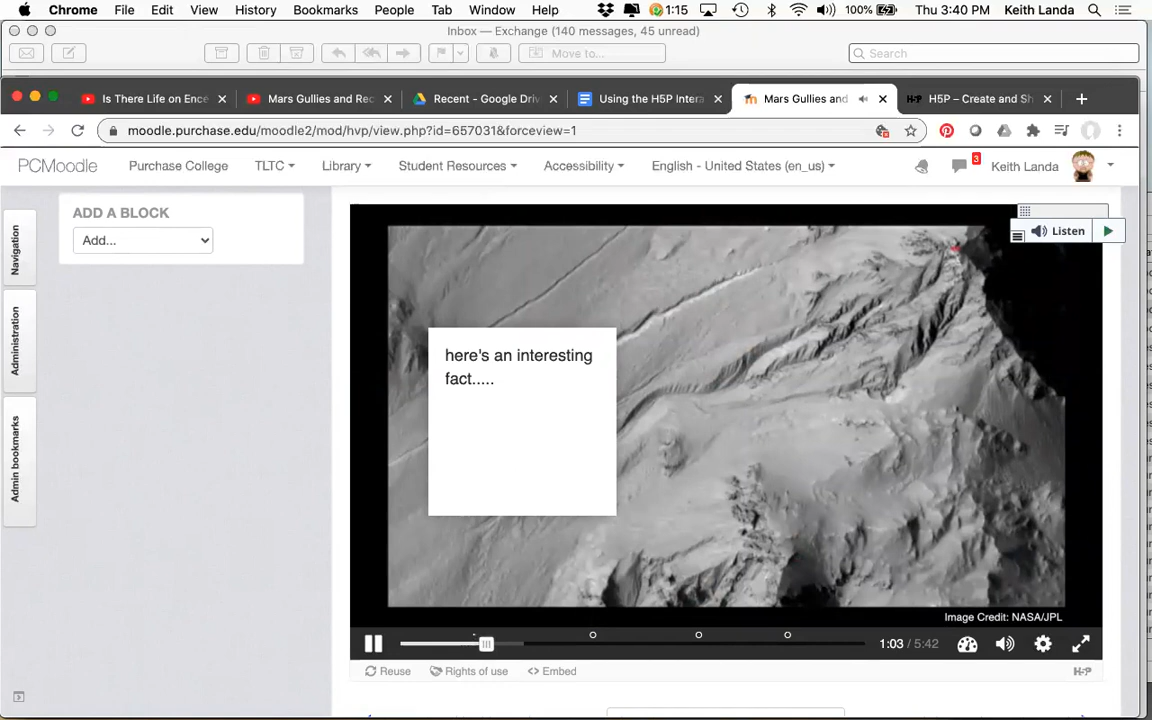 Chrome File Edit View History Bookmarks People Tab Window Help 1:15 100% Thu 3:40 PM Keith Landa
Inbox — Exchange (140 messages, 45 unread)
Move to... Search
Is There Life on Ence Mars Gullies and Rec Recent - Google Driv Using the H5P Intera Mars Gullies and H5P – Create and Sh
moodle.purchase.edu/moodle2/mod/hvp/view.php?id=657031&forceview=1
PCMoodle Purchase College TLTC Library Student Resources Accessibility English - United States (en_us) 3 Keith Landa
ADD A BLOCK
Add...
Navigation
Administration
Admin bookmarks
Listen
here's an interesting
fact.....
Image Credit: NASA/JPL
1:03 / 5:42
Reuse Rights of use <> Embed H5P